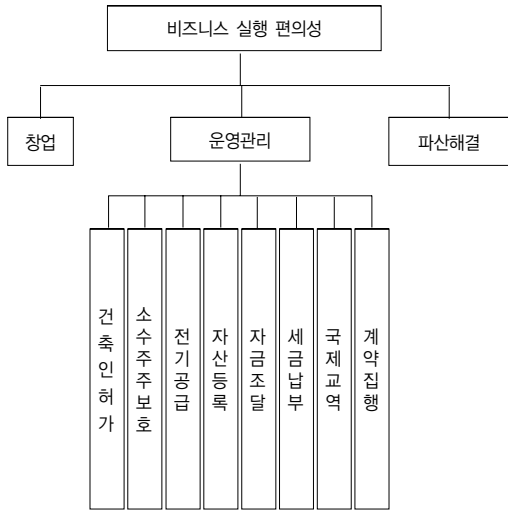 비즈니스 실행 편의성
창업
운영관리
파산해결
건축인허가
소수주주보호
전기공급
자산등록
자금조달
세금납부
국제교역
계약집행